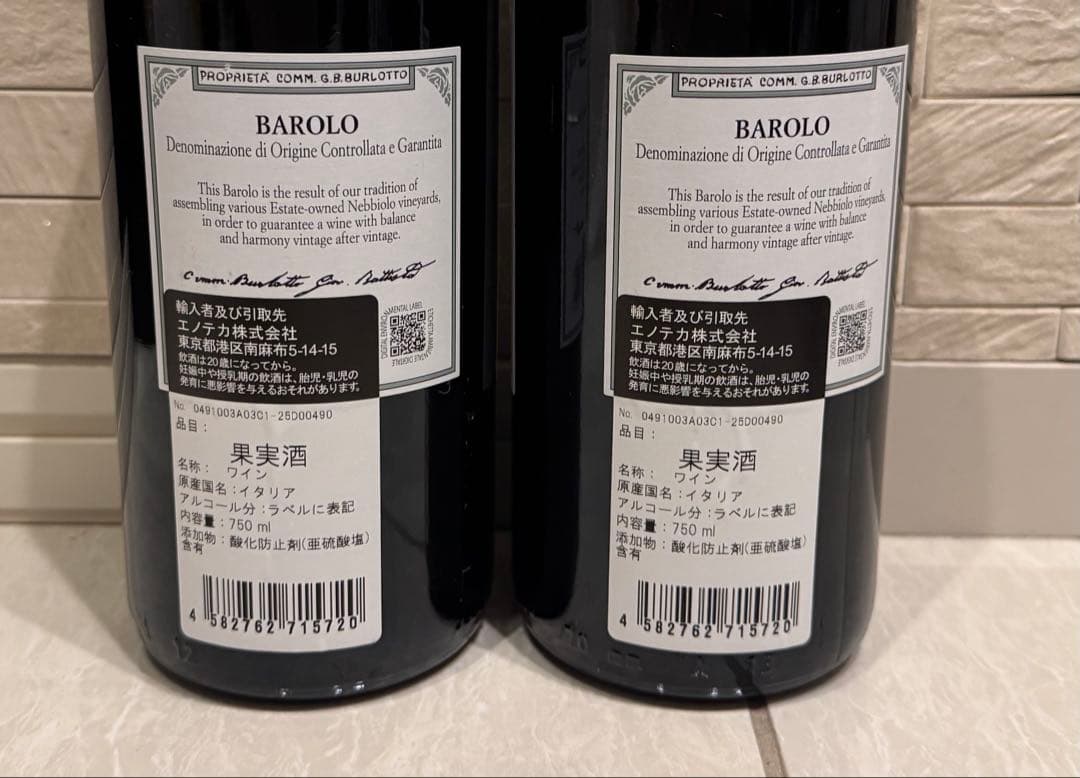 PROPRIETÀ COMM. G.B.BURLOTTO
BAROLO
Denominazione di Origine Controllata e Garantita
This Barolo is the result of our tradition of
assembling various Estate-owned Nebbiolo vineyards,
in order to guarantee a wine with balance
and harmony vintage after vintage.
Comm. Burlotto Gio. Battista
DIGITAL ENVIRONMENTAL LABEL
輸入者及び引取先
エノテカ株式会社
東京都港区南麻布5-14-15
飲酒は20歳になってから。
妊娠中や授乳期の飲酒は、胎児・乳児の
発育に悪影響を与えるおそれがあります。
No. 0491003A03C1-25D00490
品目:
果実酒
名称: ワイン
原産国名:イタリア
アルコール分:ラベルに表記
内容量:750 ml
添加物:酸化防止剤(亜硫酸塩)
含有
4 582762 715720
PROPRIETÀ COMM. G.B.BURLOTTO
BAROLO
Denominazione di Origine Controllata e Garantita
This Barolo is the result of our tradition of
assembling various Estate-owned Nebbiolo vineyards,
in order to guarantee a wine with balance
and harmony vintage after vintage.
Comm. Burlotto Gio. Battista
MENTAL LABEL
輸入者及び引取先
エノテカ株式会社
東京都港区南麻布5-14-15
飲酒は20歳になってから。
妊娠中や授乳期の飲酒は、胎児・乳児の
発育に悪影響を与えるおそれがあります。
No. 0491003A03C1-25D00490
品目:
果実酒
名称: ワイン
原産国名:イタリア
アルコール分:ラベルに表記
内容量:750 ml
添加物:酸化防止剤(亜硫酸塩)
含有
4 582762 715720